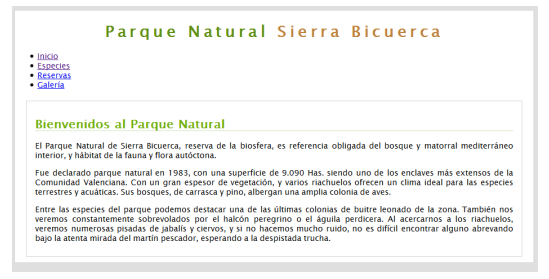 Parque Natural Sierra Bicuerca
Inicio
Especies
Reservas
Galería
Bienvenidos al Parque Natural
El Parque Natural de Sierra Bicuerca, reserva de la biosfera, es referencia obligada del bosque y matorral mediterráneo
interior, y hábitat de la fauna y flora autóctona.
Fue declarado parque natural en 1983, con una superficie de 9.090 Has. siendo uno de los enclaves más extensos de la
Comunidad Valenciana. Con un gran espesor de vegetación, y varios riachuelos ofrecen un clima ideal para las especies
terrestres y acuáticas. Sus bosques, de carrasca y pino, albergan una amplia colonia de aves.
Entre las especies del parque podemos destacar una de las últimas colonias de buitre leonado de la zona. También nos
veremos constantemente sobrevolados por el halcón peregrino o el águila perdicera. Al acercarnos a los riachuelos,
veremos numerosas pisadas de jabalís y ciervos, y si no hacemos mucho ruido, no es difícil encontrar alguno abrevando
bajo la atenta mirada del martín pescador, esperando a la despistada trucha.